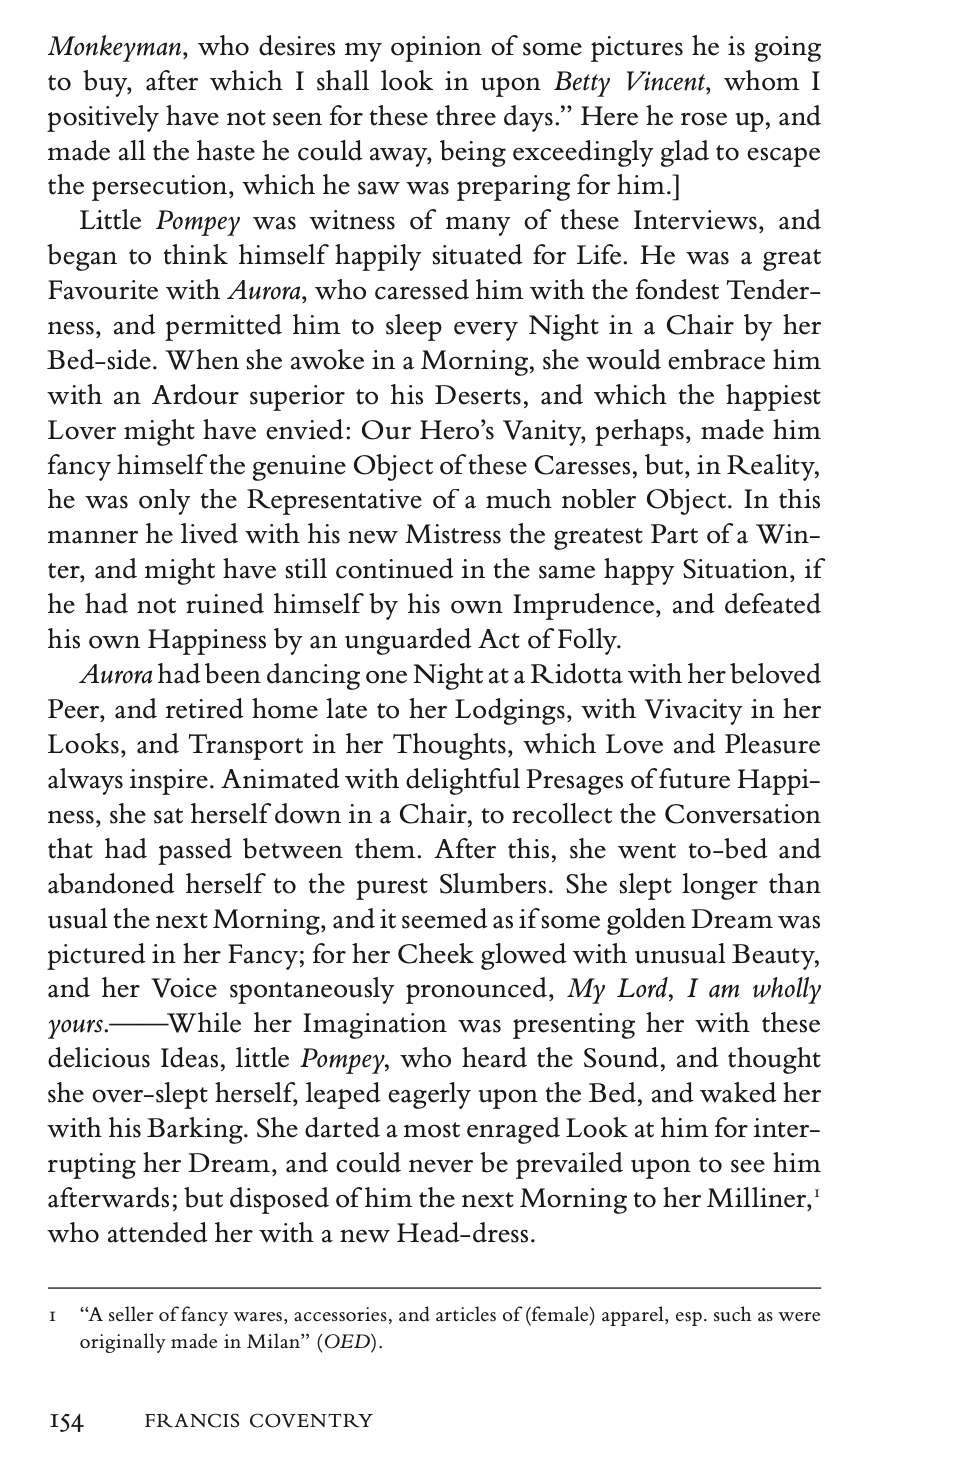 Monkeyman, who desires my opinion of some pictures he is going
to buy, after which I shall look in upon Betty Vincent, whom I
positively have not seen for these three days.” Here he rose up, and
made all the haste he could away, being exceedingly glad to escape
the persecution, which he saw was preparing for him.]
Little Pompey was witness of many of these Interviews, and
began to think himself happily situated for Life. He was a great
Favourite with Aurora, who caressed him with the fondest Tender-
ness, and permitted him to sleep every Night in a Chair by her
Bed-side. When she awoke in a Morning, she would embrace him
with an Ardour superior to his Deserts, and which the happiest
Lover might have envied: Our Hero’s Vanity, perhaps, made him
fancy himself the genuine Object of these Caresses, but, in Reality,
he was only the Representative of a much nobler Object. In this
manner he lived with his new Mistress the greatest Part of a Win-
ter, and might have still continued in the same happy Situation, if
he had not ruined himself by his own Imprudence, and defeated
his own Happiness by an unguarded Act of Folly.
Aurora had been dancing one Night at a Ridotta with her beloved
Peer, and retired home late to her Lodgings, with Vivacity in her
Looks, and Transport in her Thoughts, which Love and Pleasure
always inspire. Animated with delightful Presages of future Happi-
ness, she sat herself down in a Chair, to recollect the Conversation
that had passed between them. After this, she went to-bed and
abandoned herself to the purest Slumbers. She slept longer than
usual the next Morning, and it seemed as if some golden Dream was
pictured in her Fancy; for her Cheek glowed with unusual Beauty,
and her Voice spontaneously pronounced, My Lord, I am wholly
yours.——While her Imagination was presenting her with these
delicious Ideas, little Pompey, who heard the Sound, and thought
she over-slept herself, leaped eagerly upon the Bed, and waked her
with his Barking. She darted a most enraged Look at him for inter-
rupting her Dream, and could never be prevailed upon to see him
afterwards; but disposed of him the next Morning to her Milliner,¹
who attended her with a new Head-dress.
1 “A seller of fancy wares, accessories, and articles of (female) apparel, esp. such as were
originally made in Milan” (OED).
154 FRANCIS COVENTRY